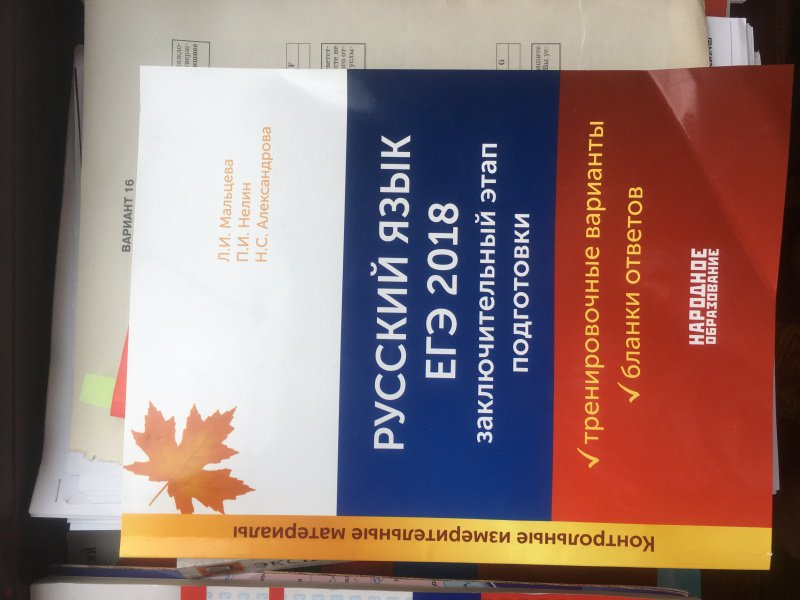 Л.И. Мальцева
П.И. Нелин
Н.С. Александрова
РУССКИЙ ЯЗЫК
ЕГЭ 2018
заключительный этап
подготовки
✓тренировочные варианты
✓бланки ответов
НАРОДНОЕ
ОБРАЗОВАНИЕ
Контрольные измерительные материалы
ВАРИАНТ 16
F
G